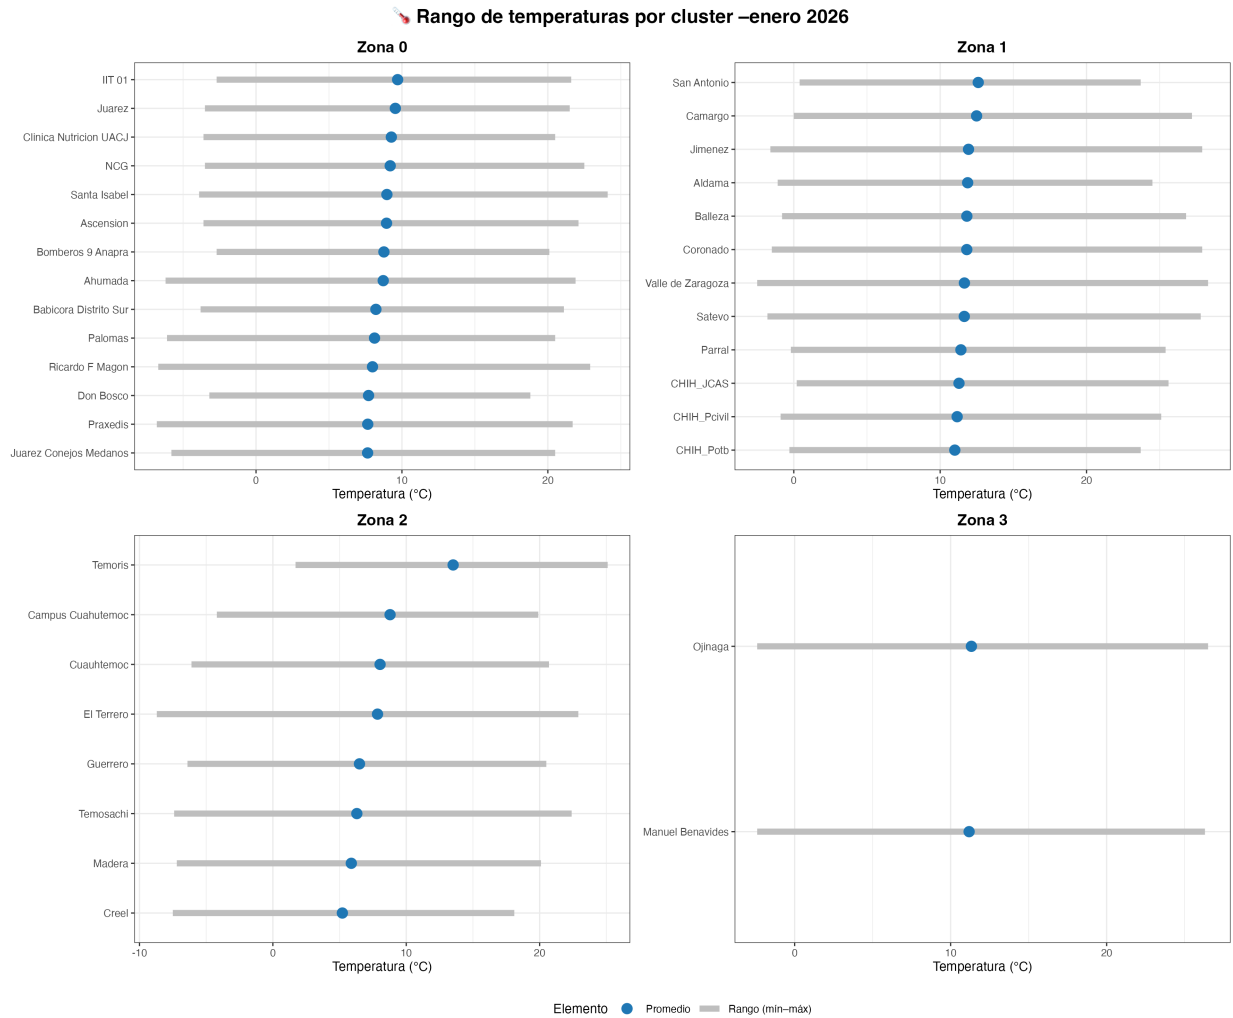 🌡️ Rango de temperaturas por cluster –enero 2026
Zona 0
IIT 01
Juarez
Clinica Nutricion UACJ
NCG
Santa Isabel
Ascension
Bomberos 9 Anapra
Ahumada
Babicora Distrito Sur
Palomas
Ricardo F Magon
Don Bosco
Praxedis
Juarez Conejos Medanos
0 10 20
Temperatura (°C)
Zona 1
San Antonio
Camargo
Jimenez
Aldama
Balleza
Coronado
Valle de Zaragoza
Satevo
Parral
CHIH_JCAS
CHIH_Pcivil
CHIH_Potb
0 10 20
Temperatura (°C)
Zona 2
Temoris
Campus Cuahutemoc
Cuauhtemoc
El Terrero
Guerrero
Temosachi
Madera
Creel
-10 0 10 20
Temperatura (°C)
Zona 3
Ojinaga
Manuel Benavides
0 10 20
Temperatura (°C)
Elemento Promedio Rango (mín–máx)